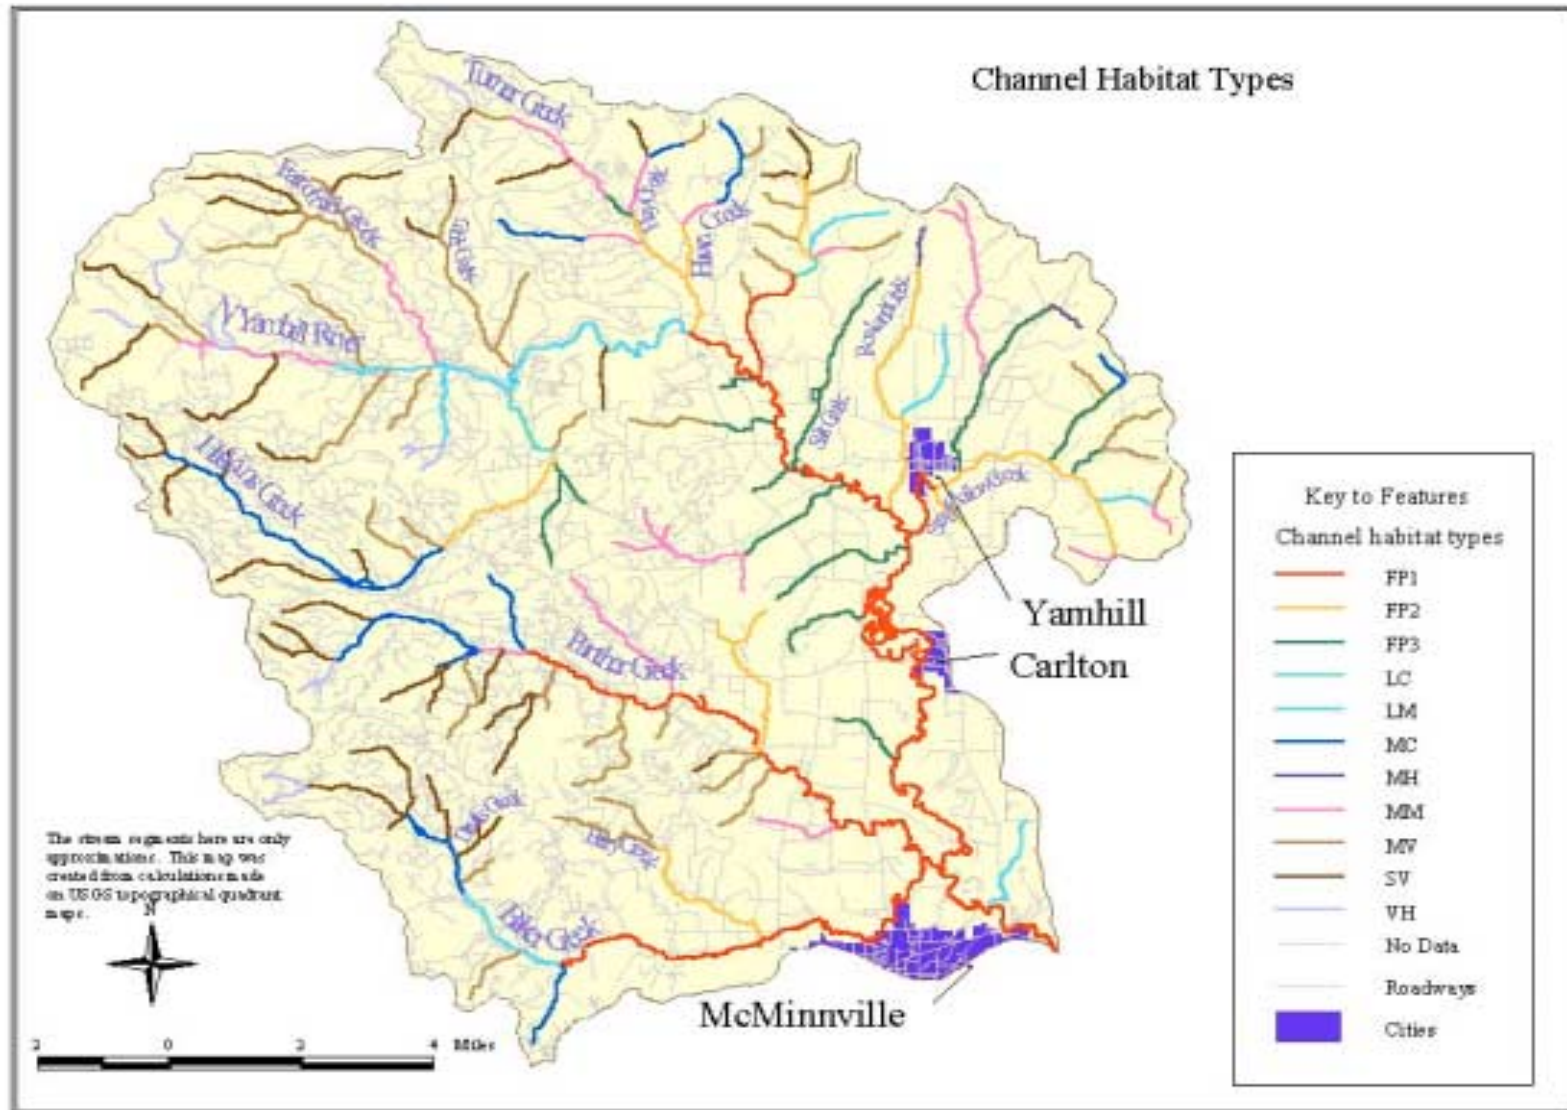 Channel Habitat Types
Turner Creek
Fairchild Creek
Haskins Creek
Panther Creek
Baker Creek
Yamhill River
Salt Creek
Yamhill
Carlton
McMinnville
Key to Features
Channel habitat types
FP1
FP2
FP3
LC
LM
MC
MH
MM
MV
SV
VH
No Data
Roadways
Cities
The stream segments here are only
approximations. This map was
created from calculations made
on USGS topographical quadrant
maps.
N
2 0 2 4 Miles